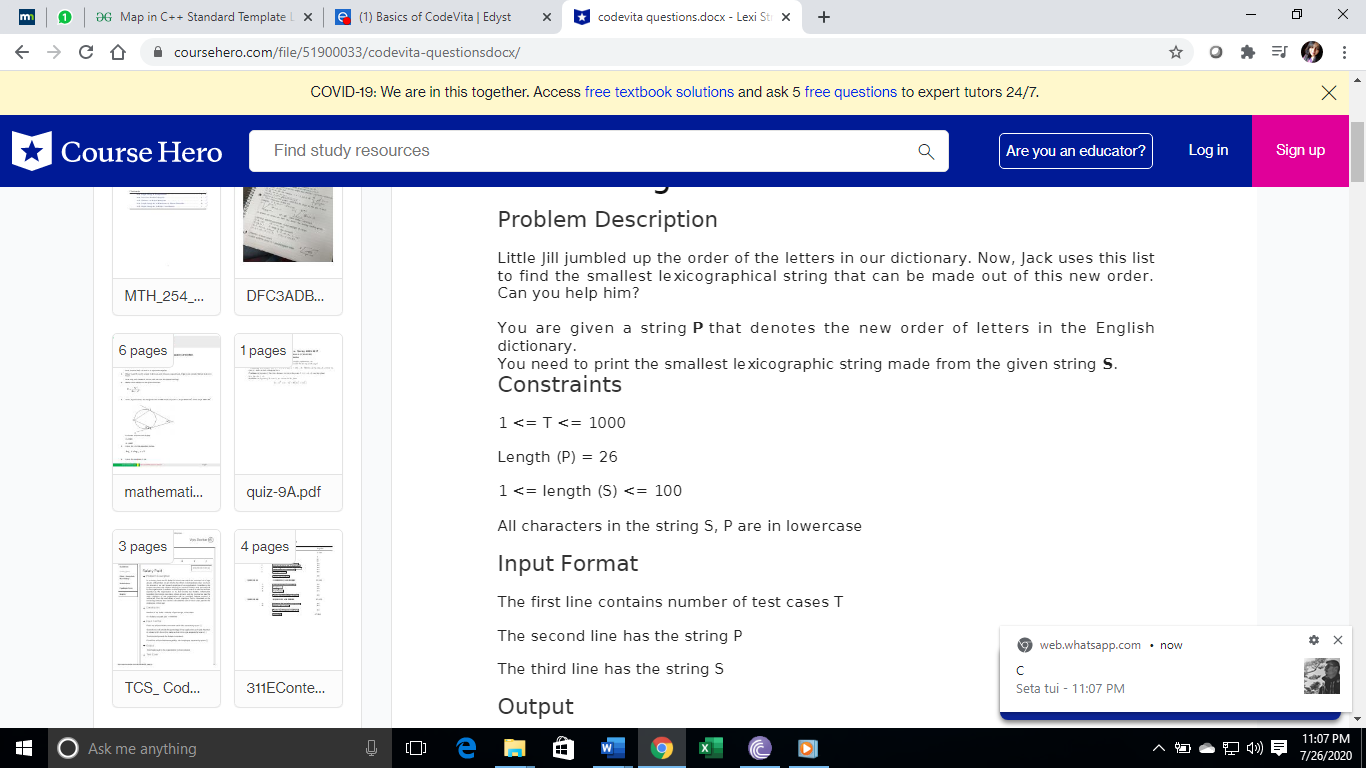 Map in C++ Standard Template L
(1) Basics of CodeVita | Edyst
codevita questions.docx - Lexi St
coursehero.com/file/51900033/codevita-questionsdocx/
COVID-19: We are in this together. Access free textbook solutions and ask 5 free questions to expert tutors 24/7.
Course Hero
Find study resources
Are you an educator?
Log in
Sign up
MTH_254_...
DFC3ADB...
6 pages
1 pages
mathemati...
quiz-9A.pdf
3 pages
4 pages
TCS_ Cod...
311EConte...
Problem Description
Little Jill jumbled up the order of the letters in our dictionary. Now, Jack uses this list
to find the smallest lexicographical string that can be made out of this new order.
Can you help him?
You are given a string P that denotes the new order of letters in the English
dictionary.
You need to print the smallest lexicographic string made from the given string S.
Constraints
1 <= T <= 1000
Length (P) = 26
1 <= length (S) <= 100
All characters in the string S, P are in lowercase
Input Format
The first line contains number of test cases T
The second line has the string P
The third line has the string S
Output
web.whatsapp.com • now
C
Seta tui - 11:07 PM
Ask me anything
11:07 PM
7/26/2020